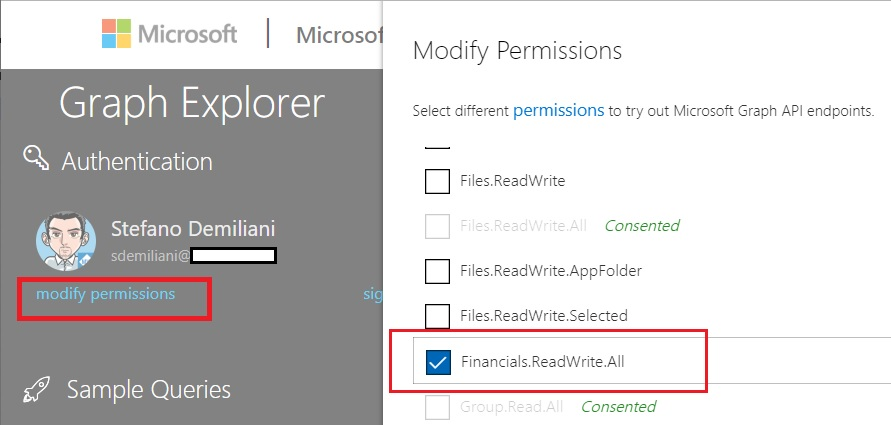 Microsoft
Microsof
Graph Explorer
Authentication
Stefano Demiliani
sdemiliani@
modify permissions
sig
Sample Queries
Modify Permissions
Select different permissions to try out Microsoft Graph API endpoints.
Files.ReadWrite
Files.ReadWrite.All Consented
Files.ReadWrite.AppFolder
Files.ReadWrite.Selected
Financials.ReadWrite.All
Group.Read.All Consented